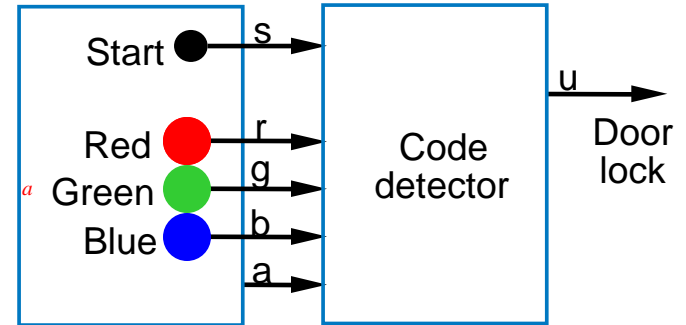 Start
s
Red
r
a
Green
g
Blue
b
a
Code
detector
u
Door
lock